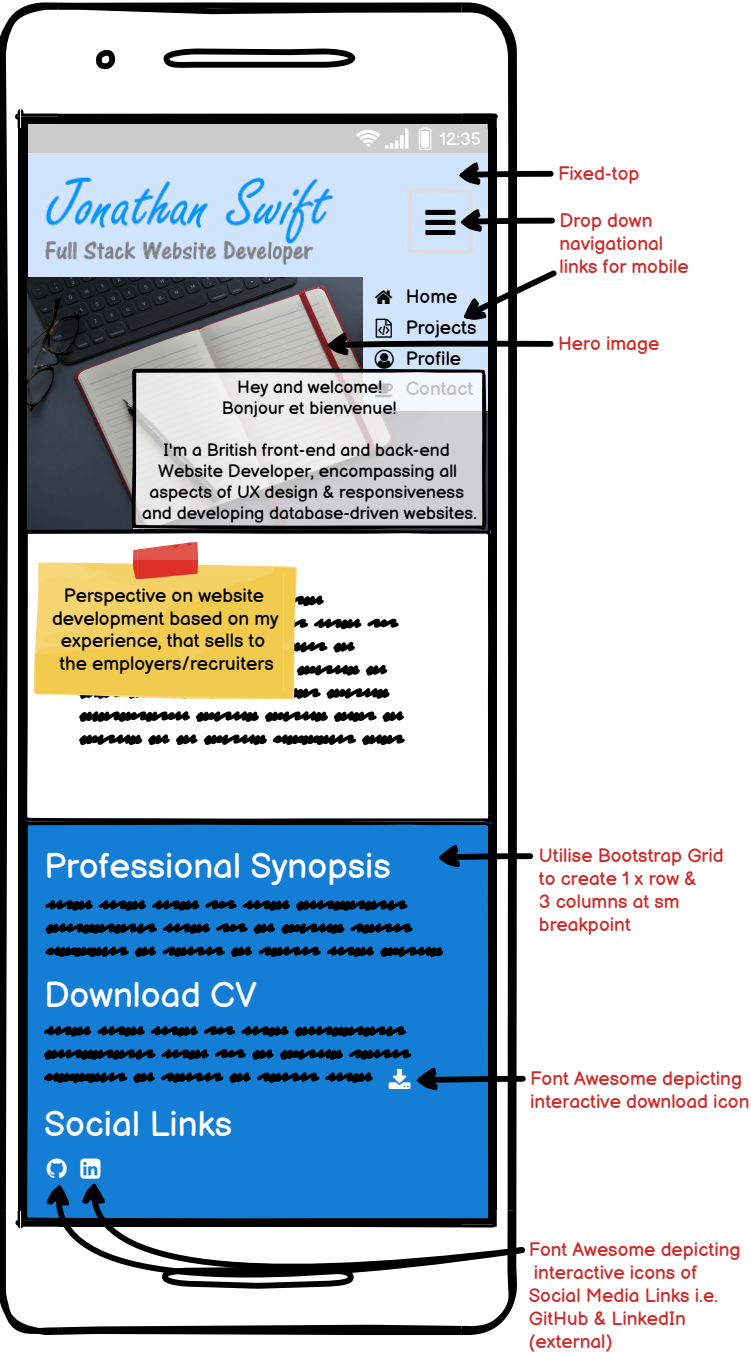 12:35
Jonathan Swift
Full Stack Website Developer
Home
Projects
Profile
Contact
Hey and welcome!
Bonjour et bienvenue!
I'm a British front-end and back-end
Website Developer, encompassing all
aspects of UX design & responsiveness
and developing database-driven websites.
Perspective on website
development based on my
experience, that sells to
the employers/recruiters
Professional Synopsis
Download CV
Social Links
in
Fixed-top
Drop down
navigational
links for mobile
Hero image
Utilise Bootstrap Grid
to create 1 x row &
3 columns at sm
breakpoint
Font Awesome depicting
interactive download icon
Font Awesome depicting
interactive icons of
Social Media Links i.e.
GitHub & LinkedIn
(external)